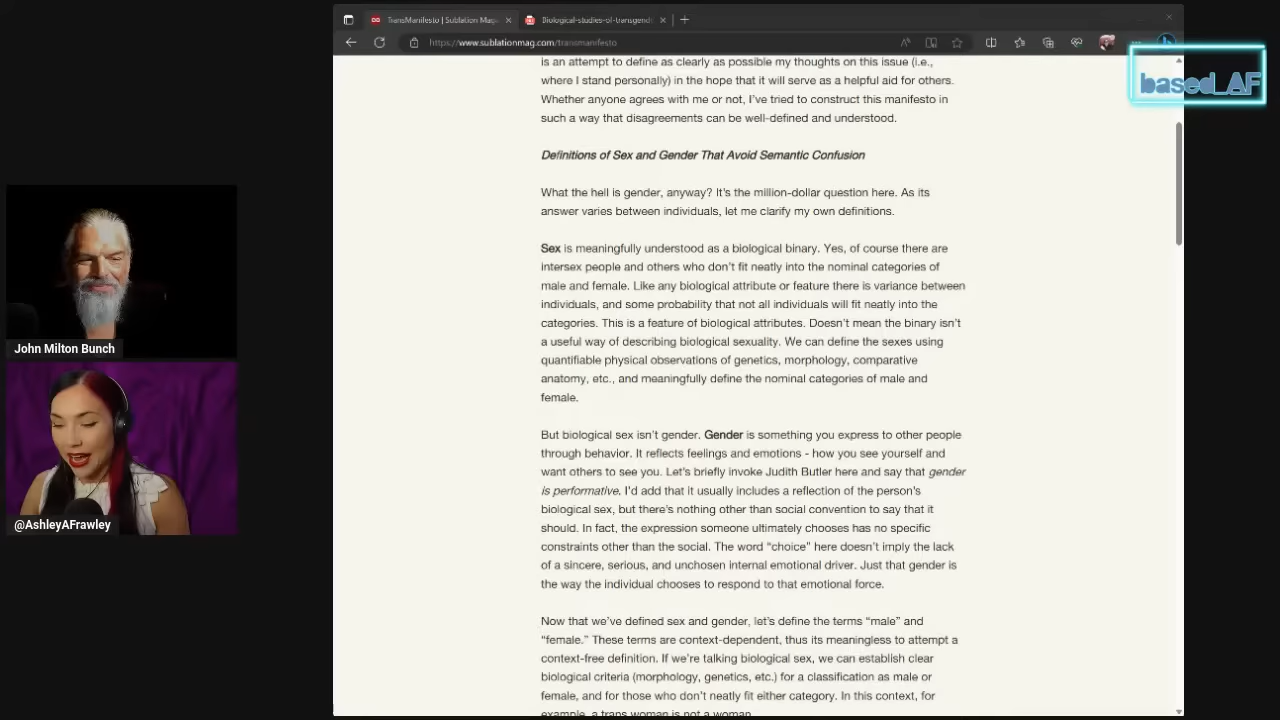 TransManifesto | Sublation Mag
Biological-studies-of-transgend
https://www.sublationmag.com/transmanifesto
based_AF
is an attempt to define as clearly as possible my thoughts on this issue (i.e.,
where I stand personally) in the hope that it will serve as a helpful aid for others.
Whether anyone agrees with me or not, I've tried to construct this manifesto in
such a way that disagreements can be well-defined and understood.
Definitions of Sex and Gender That Avoid Semantic Confusion
What the hell is gender, anyway? It's the million-dollar question here. As its
answer varies between individuals, let me clarify my own definitions.
Sex is meaningfully understood as a biological binary. Yes, of course there are
intersex people and others who don't fit neatly into the nominal categories of
male and female. Like any biological attribute or feature there is variance between
individuals, and some probability that not all individuals will fit neatly into the
categories. This is a feature of biological attributes. Doesn't mean the binary isn't
a useful way of describing biological sexuality. We can define the sexes using
quantifiable physical observations of genetics, morphology, comparative
anatomy, etc., and meaningfully define the nominal categories of male and
female.
But biological sex isn't gender. Gender is something you express to other people
through behavior. It reflects feelings and emotions - how you see yourself and
want others to see you. Let's briefly invoke Judith Butler here and say that gender
is performative. I'd add that it usually includes a reflection of the person's
biological sex, but there's nothing other than social convention to say that it
should. In fact, the expression someone ultimately chooses has no specific
constraints other than the social. The word "choice" here doesn't imply the lack
of a sincere, serious, and unchosen internal emotional driver. Just that gender is
the way the individual chooses to respond to that emotional force.
Now that we've defined sex and gender, let's define the terms "male" and
"female." These terms are context-dependent, thus its meaningless to attempt a
context-free definition. If we're talking biological sex, we can establish clear
biological criteria (morphology, genetics, etc.) for a classification as male or
female, and for those who don't neatly fit either category. In this context, for
example, a trans woman is not a woman.
John Milton Bunch
@AshleyAFrawley